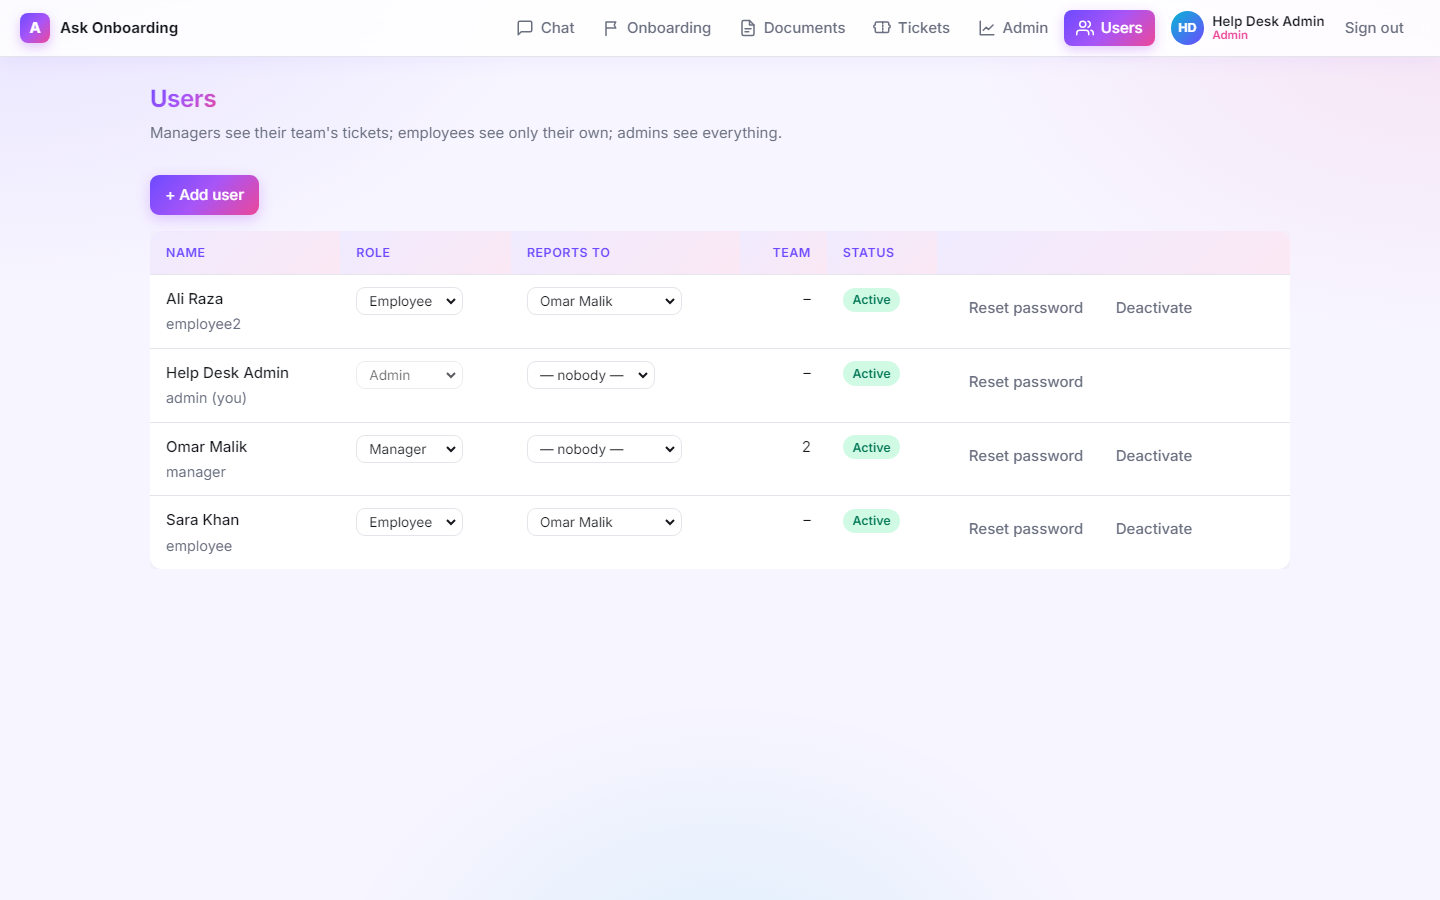 A Ask Onboarding Chat Onboarding Documents Tickets Admin Users HD Help Desk Admin Sign out
Admin
Users
Managers see their team's tickets; employees see only their own; admins see everything.
+ Add user
NAME ROLE REPORTS TO TEAM STATUS
Ali Raza Employee Omar Malik – Active Reset password Deactivate
employee2
Help Desk Admin Admin — nobody — – Active Reset password
admin (you)
Omar Malik Manager — nobody — 2 Active Reset password Deactivate
manager
Sara Khan Employee Omar Malik – Active Reset password Deactivate
employee